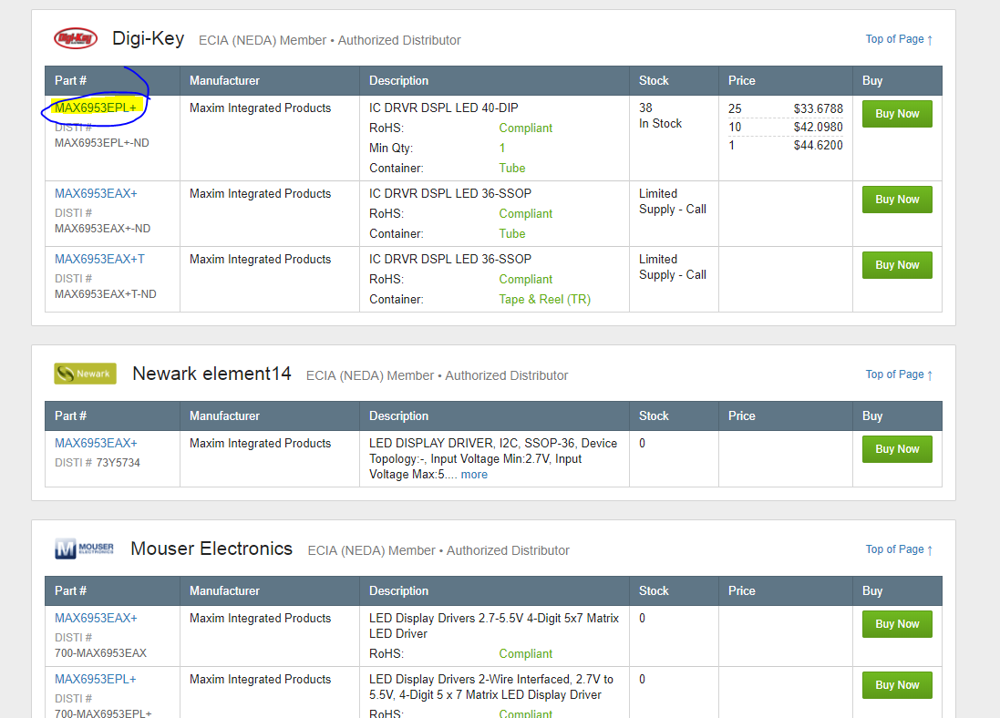 Digi-Key
Digi-Key ECIA (NEDA) Member • Authorized Distributor Top of Page ↑
Part # Manufacturer Description Stock Price Buy
MAX6953EPL+ Maxim Integrated Products IC DRVR DSPL LED 40-DIP 38 25 $33.6788 Buy Now
DISTI # RoHS: Compliant In Stock 10 $42.0980
MAX6953EPL+-ND Min Qty: 1 1 $44.6200
Container: Tube
MAX6953EAX+ Maxim Integrated Products IC DRVR DSPL LED 36-SSOP Limited Buy Now
DISTI # RoHS: Compliant Supply - Call
MAX6953EAX+-ND Container: Tube
MAX6953EAX+T Maxim Integrated Products IC DRVR DSPL LED 36-SSOP Limited Buy Now
DISTI # RoHS: Compliant Supply - Call
MAX6953EAX+T-ND Container: Tape & Reel (TR)
Newark
Newark element14 ECIA (NEDA) Member • Authorized Distributor Top of Page ↑
Part # Manufacturer Description Stock Price Buy
MAX6953EAX+ Maxim Integrated Products LED DISPLAY DRIVER, I2C, SSOP-36, Device 0 Buy Now
DISTI # 73Y5734 Topology:-, Input Voltage Min:2.7V, Input
Voltage Max:5.... more
M MOUSER
ELECTRONICS
Mouser Electronics ECIA (NEDA) Member • Authorized Distributor Top of Page ↑
Part # Manufacturer Description Stock Price Buy
MAX6953EAX+ Maxim Integrated Products LED Display Drivers 2.7-5.5V 4-Digit 5x7 Matrix 0 Buy Now
DISTI # LED Driver
700-MAX6953EAX RoHS: Compliant
MAX6953EPL+ Maxim Integrated Products LED Display Drivers 2-Wire Interfaced, 2.7V to 0 Buy Now
DISTI # 5.5V, 4-Digit 5 x 7 Matrix LED Display Driver
700-MAX6953EPL+ RoHS: Compliant